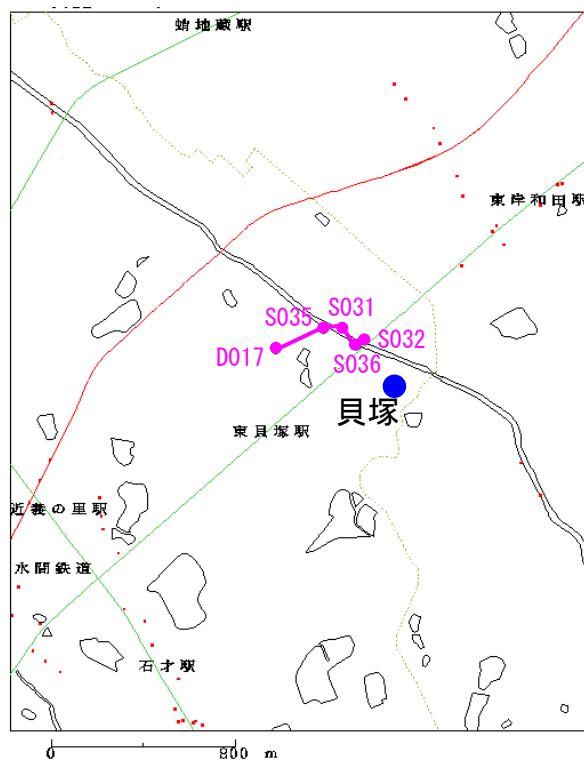 蛸地蔵駅
東岸和田駅
S031
S035
S032
D017
S036
貝塚
東貝塚駅
近義の里駅
水間鉄道
石才駅
0 800 m